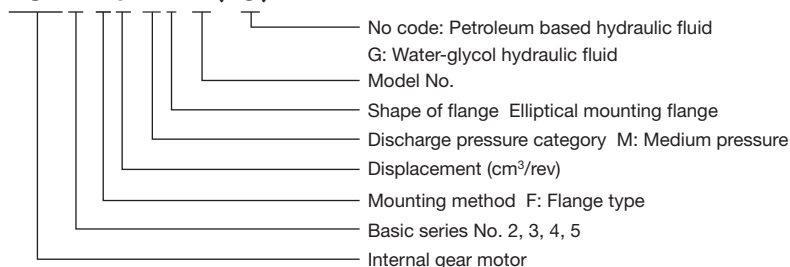 No code: Petroleum based hydraulic fluid
G: Water-glycol hydraulic fluid
Model No.
Shape of flange Elliptical mounting flange
Discharge pressure category M: Medium pressure
Displacement (cm³/rev)
Mounting method F: Flange type
Basic series No. 2, 3, 4, 5
Internal gear motor